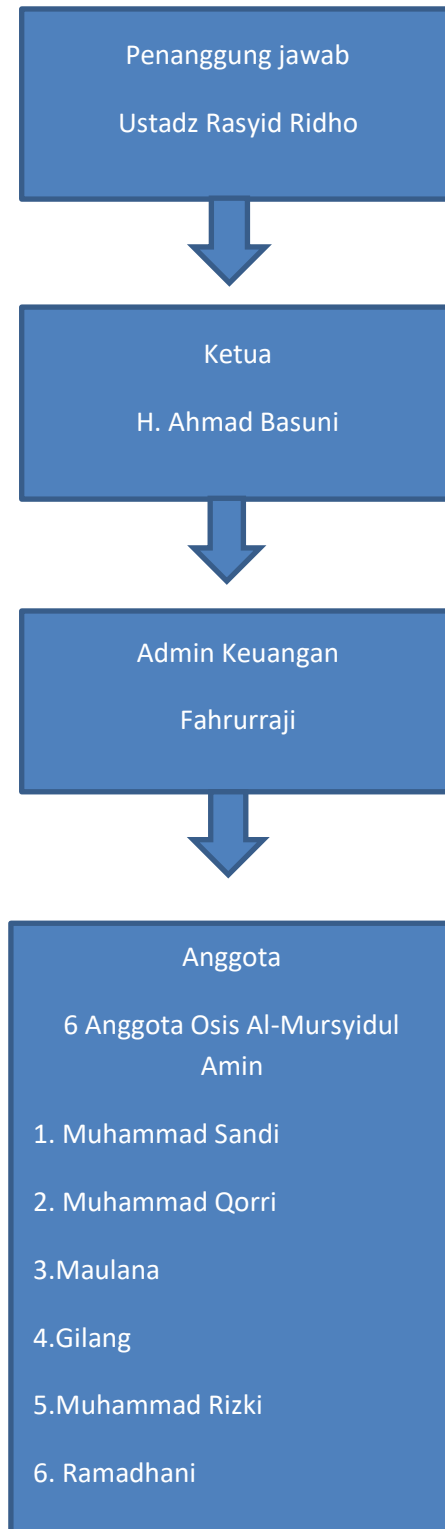 Penanggung jawab
Ustadz Rasyid Ridho
Ketua
H. Ahmad Basuni
Admin Keuangan
Fahrurraji
Anggota
6 Anggota Osis Al-Mursyidul
Amin
1. Muhammad Sandi
2. Muhammad Qorri
3.Maulana
4.Gilang
5.Muhammad Rizki
6. Ramadhani